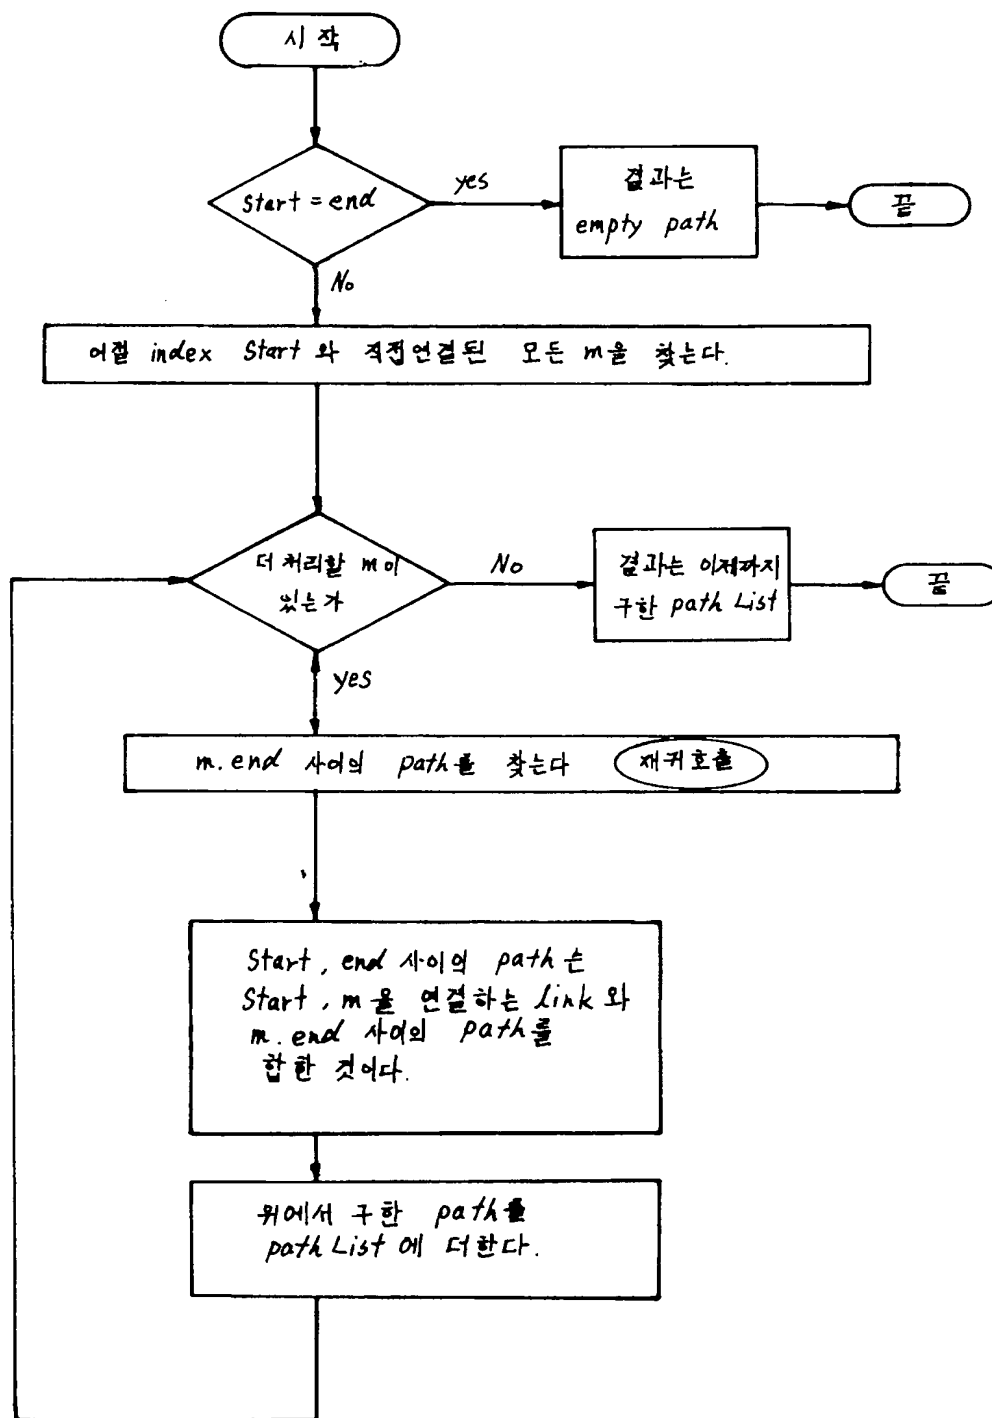 시작
start = end
yes
결과는
empty path
끝
No
어절 index Start 와 직접연결된 모든 m을 찾는다.
더 처리할 m이
있는가
No
결과는 이제까지
구한 path List
끝
yes
m.end 사이의 path를 찾는다 재귀호출
Start, end 사이의 path는
Start, m을 연결하는 link와
m.end 사이의 path를
합한 것이다.
위에서 구한 path를
path List에 더한다.